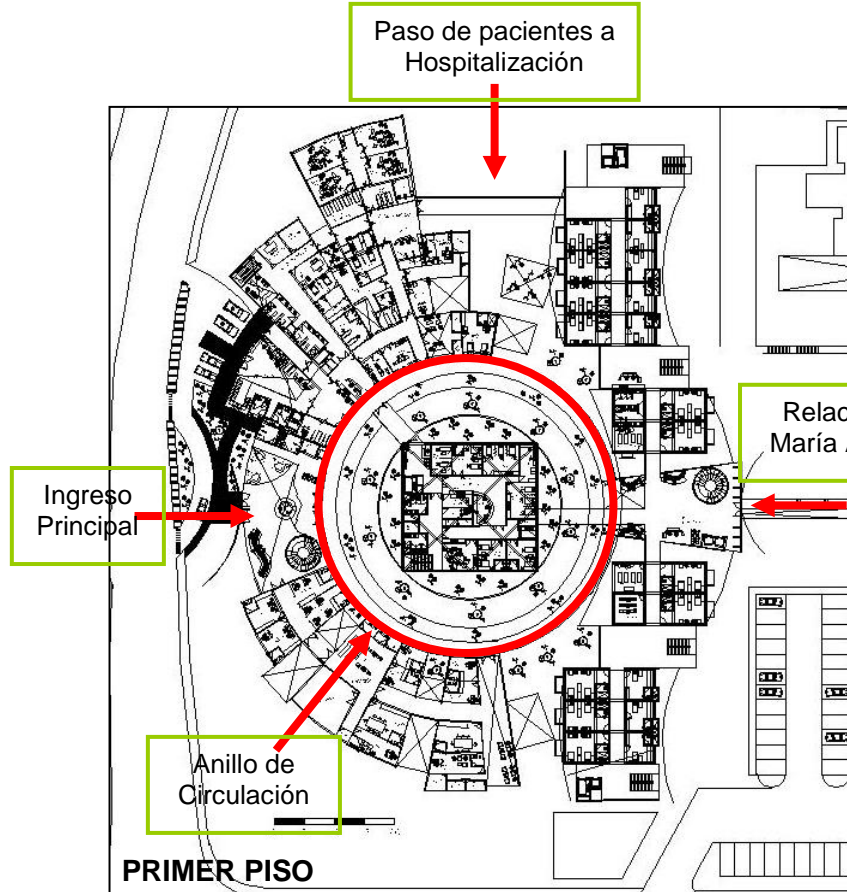 Paso de pacientes a
Hospitalización
Relac
María
Ingreso
Principal
Anillo de
Circulación
PRIMER PISO